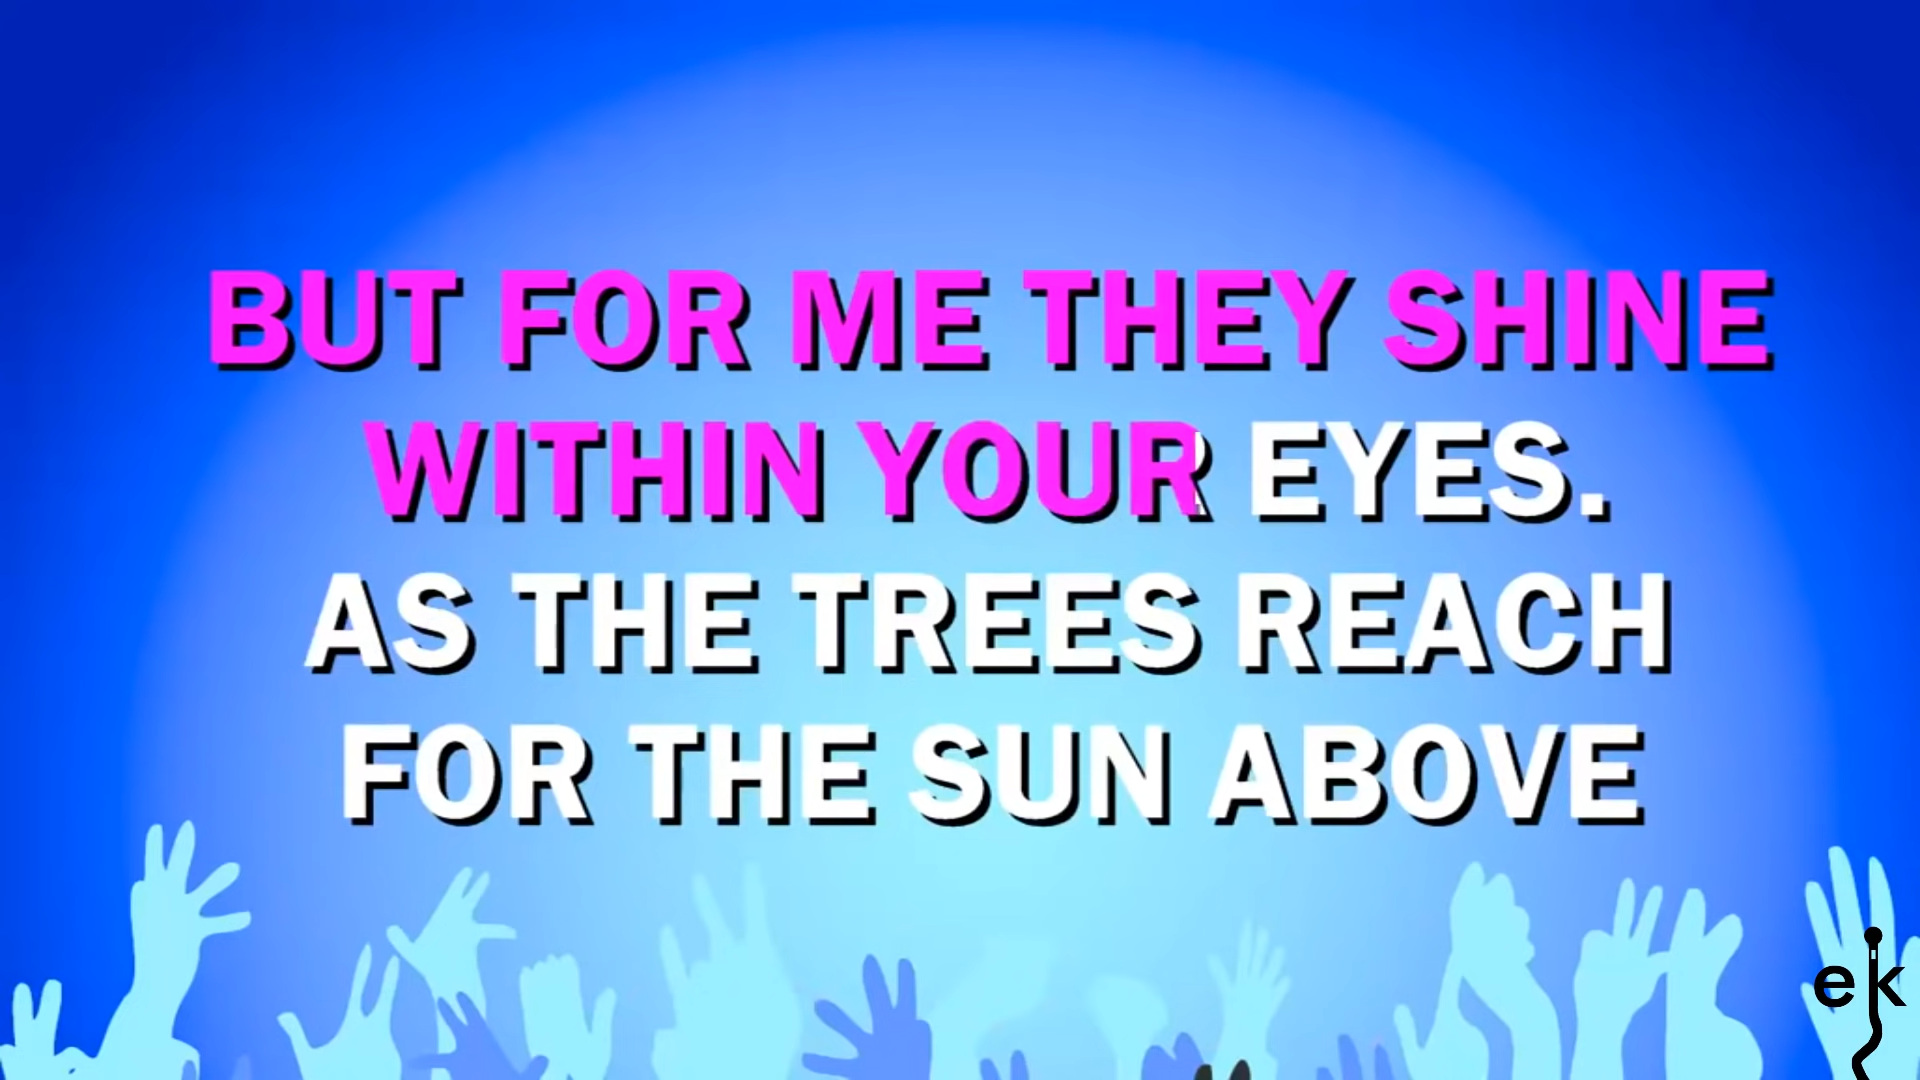 BUT FOR ME THEY SHINE
WITHIN YOUR EYES.
AS THE TREES REACH
FOR THE SUN ABOVE
ek